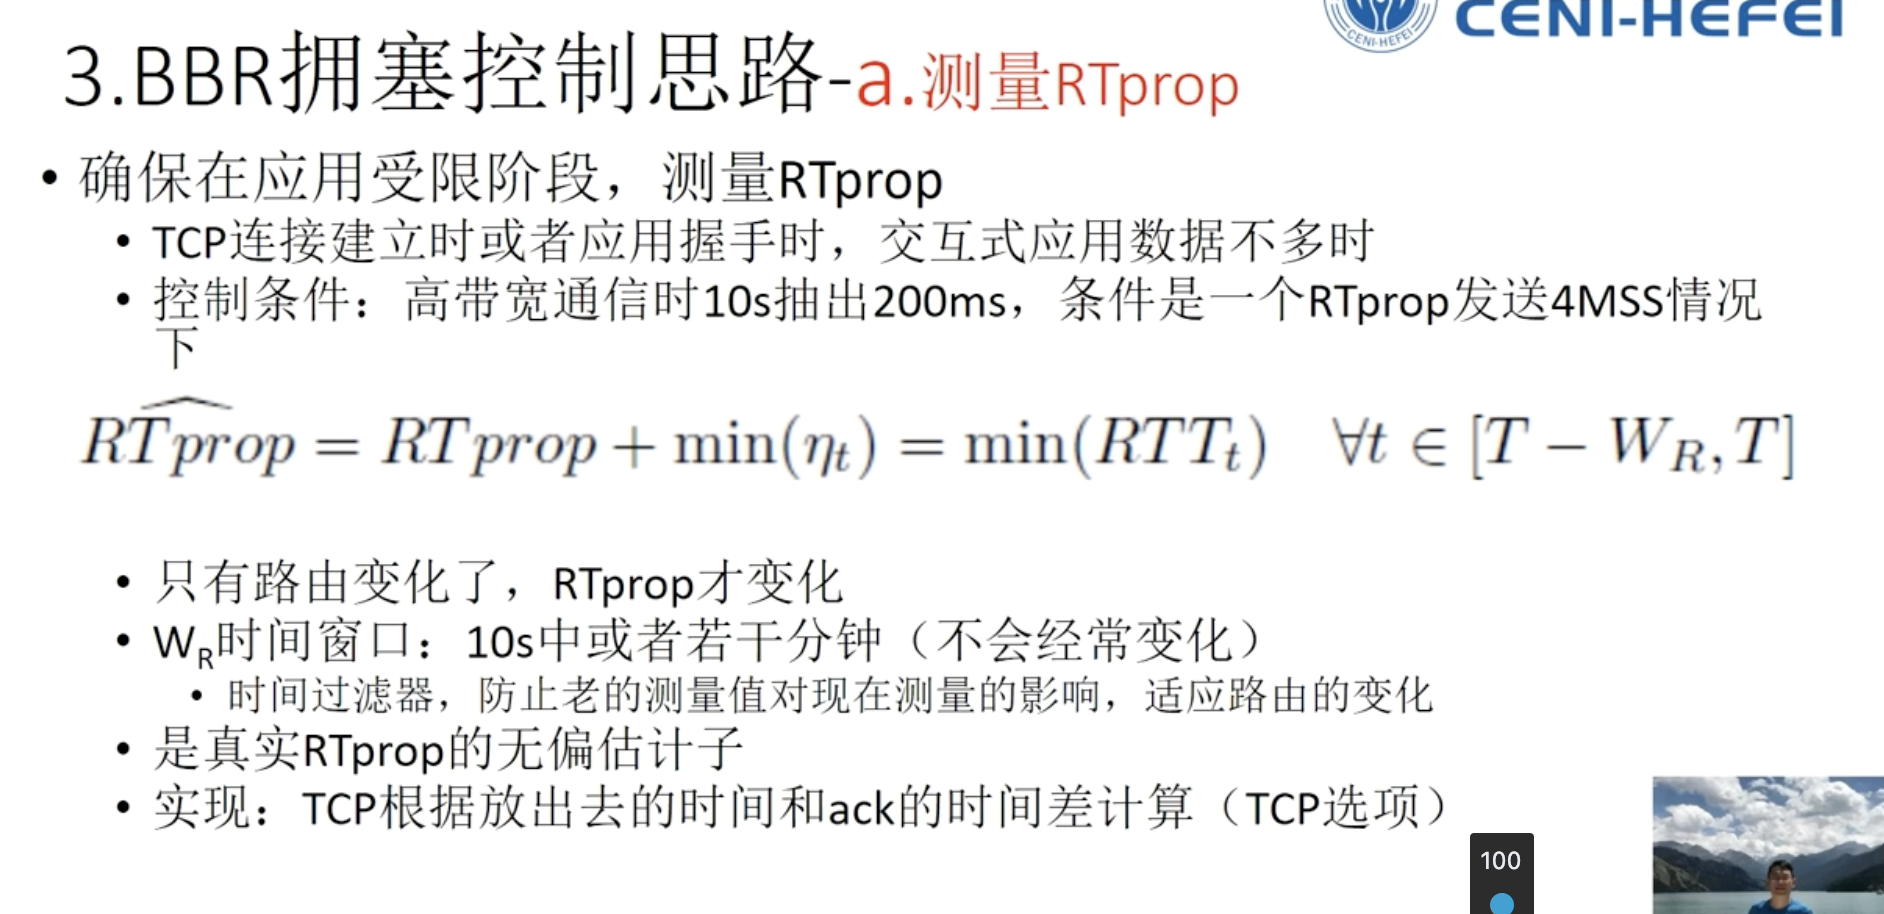 CENI-HEFEI
CENI-HEFEI
3.BBR拥塞控制思路-a.测量RTprop
• 确保在应用受限阶段，测量RTprop
• TCP连接建立时或者应用握手时，交互式应用数据不多时
• 控制条件：高带宽通信时10s抽出200ms，条件是一个RTprop发送4MSS情况
下
$\widehat{RTprop} = RTprop + \min(\eta_t) = \min(RTT_t) \quad \forall t \in [T - W_R, T]$
• 只有路由变化了，RTprop才变化
• W_R时间窗口：10s中或者若干分钟（不会经常变化）
• 时间过滤器，防止老的测量值对现在测量的影响，适应路由的变化
• 是真实RTprop的无偏估计子
• 实现：TCP根据放出去的时间和ack的时间差计算（TCP选项）
100